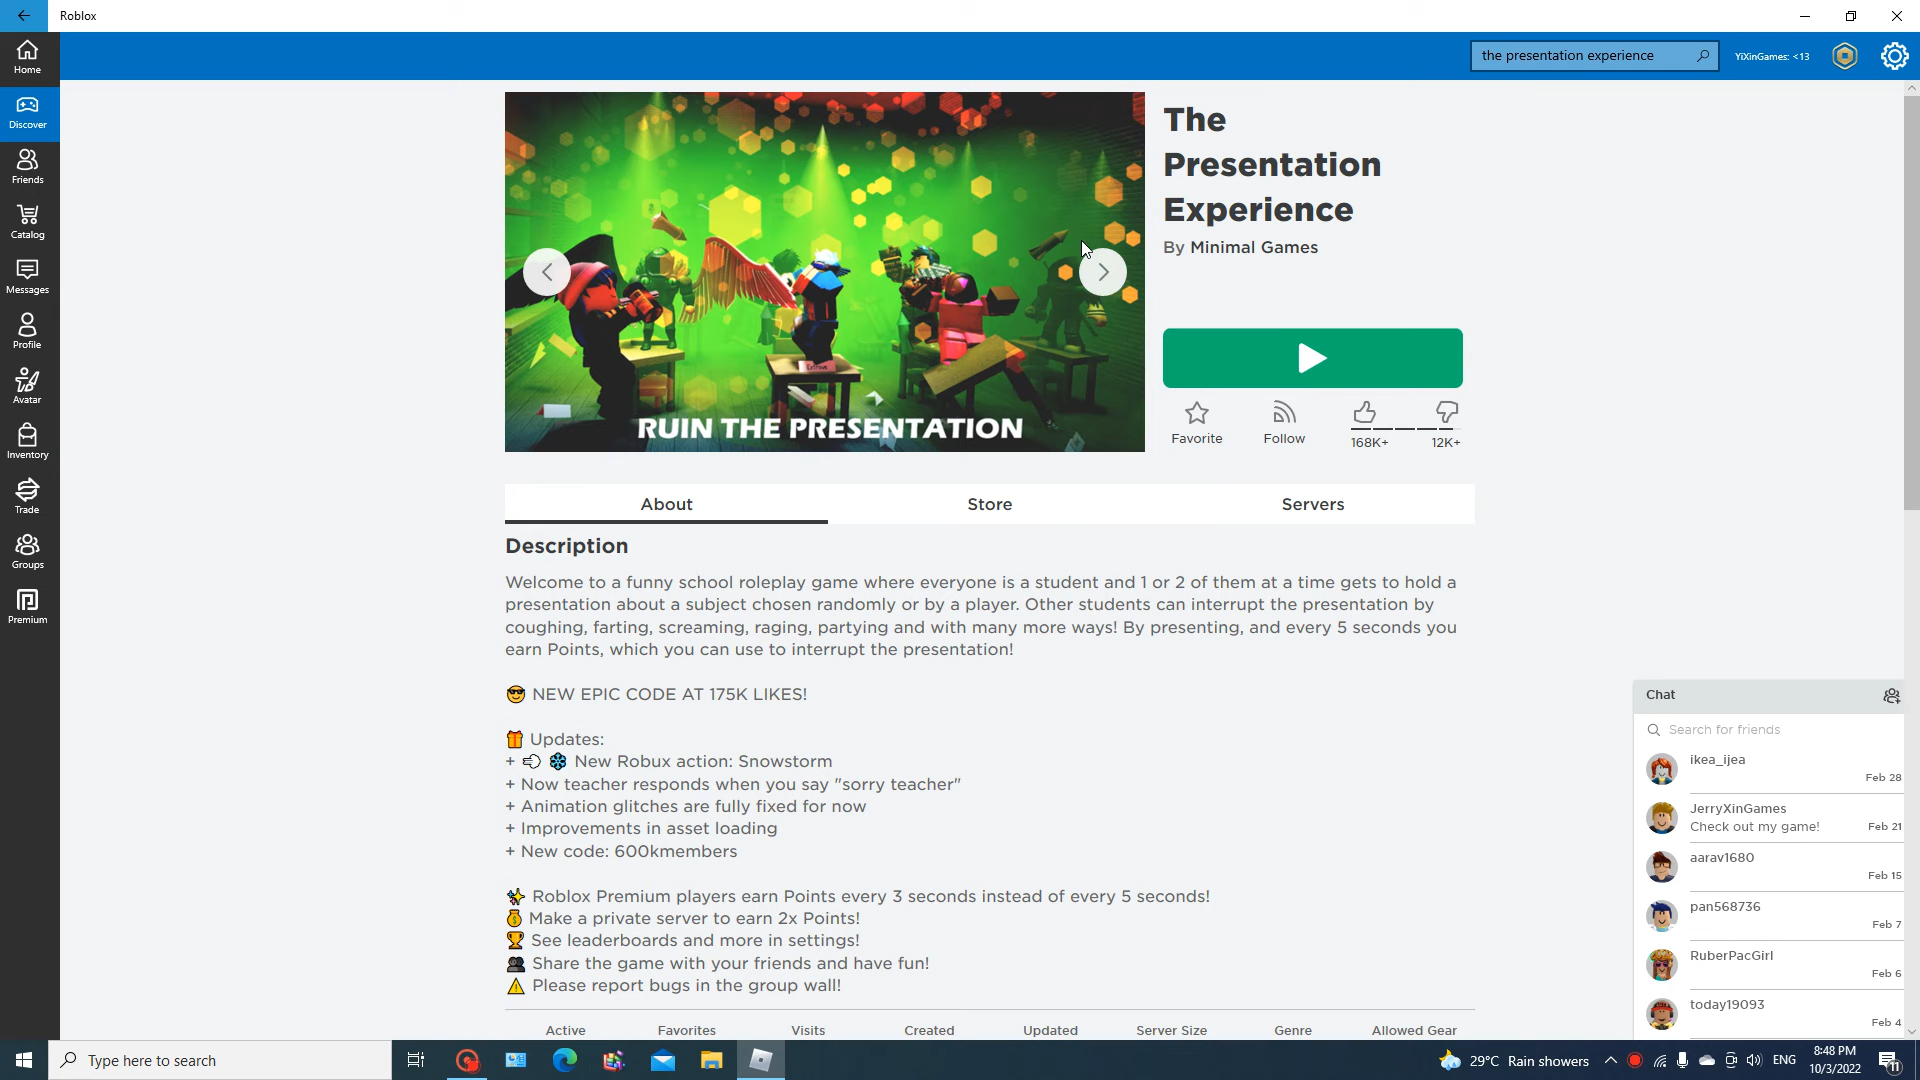 Roblox
Home
the presentation experience
YiXinGames: <13
Discover
Friends
Catalog
Messages
Profile
Avatar
Inventory
Trade
Groups
Premium
RUIN THE PRESENTATION
The
Presentation
Experience
By Minimal Games
Favorite
Follow
168K+
12K+
About
Store
Servers
Description
Welcome to a funny school roleplay game where everyone is a student and 1 or 2 of them at a time gets to hold a
presentation about a subject chosen randomly or by a player. Other students can interrupt the presentation by
coughing, farting, screaming, raging, partying and with many more ways! By presenting, and every 5 seconds you
earn Points, which you can use to interrupt the presentation!
😎 NEW EPIC CODE AT 175K LIKES!
🎁 Updates:
+ 💨 ❄ New Robux action: Snowstorm
+ Now teacher responds when you say "sorry teacher"
+ Animation glitches are fully fixed for now
+ Improvements in asset loading
+ New code: 600kmembers
✨ Roblox Premium players earn Points every 3 seconds instead of every 5 seconds!
💰 Make a private server to earn 2x Points!
🏆 See leaderboards and more in settings!
👥 Share the game with your friends and have fun!
⚠ Please report bugs in the group wall!
Active
Favorites
Visits
Created
Updated
Server Size
Genre
Allowed Gear
Chat
Search for friends
ikea_ijea
Feb 28
JerryXinGames
Check out my game!
Feb 21
aarav1680
Feb 15
pan568736
Feb 7
RuberPacGirl
Feb 6
today19093
Feb 4
Type here to search
29°C Rain showers
ENG
8:48 PM
10/3/2022
11